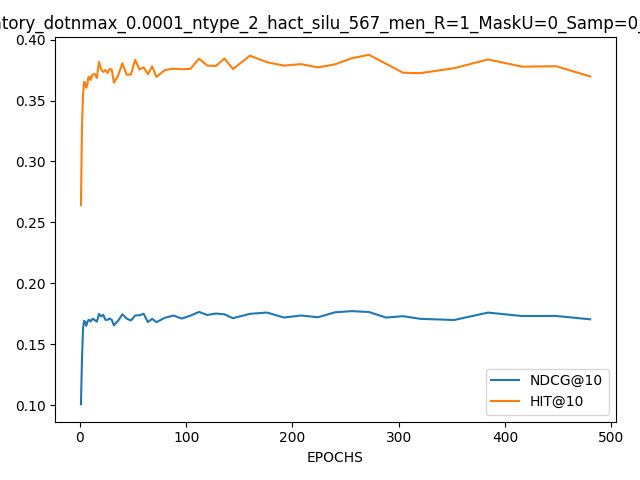 atory_dotnmax_0.0001_ntype_2_hact_silu_567_men_R=1_MaskU=0_Samp=0_
0.40
0.35
0.30
0.25
0.20
0.15
0.10
NDCG@10
HIT@10
0 100 200 300 400 500
EPOCHS